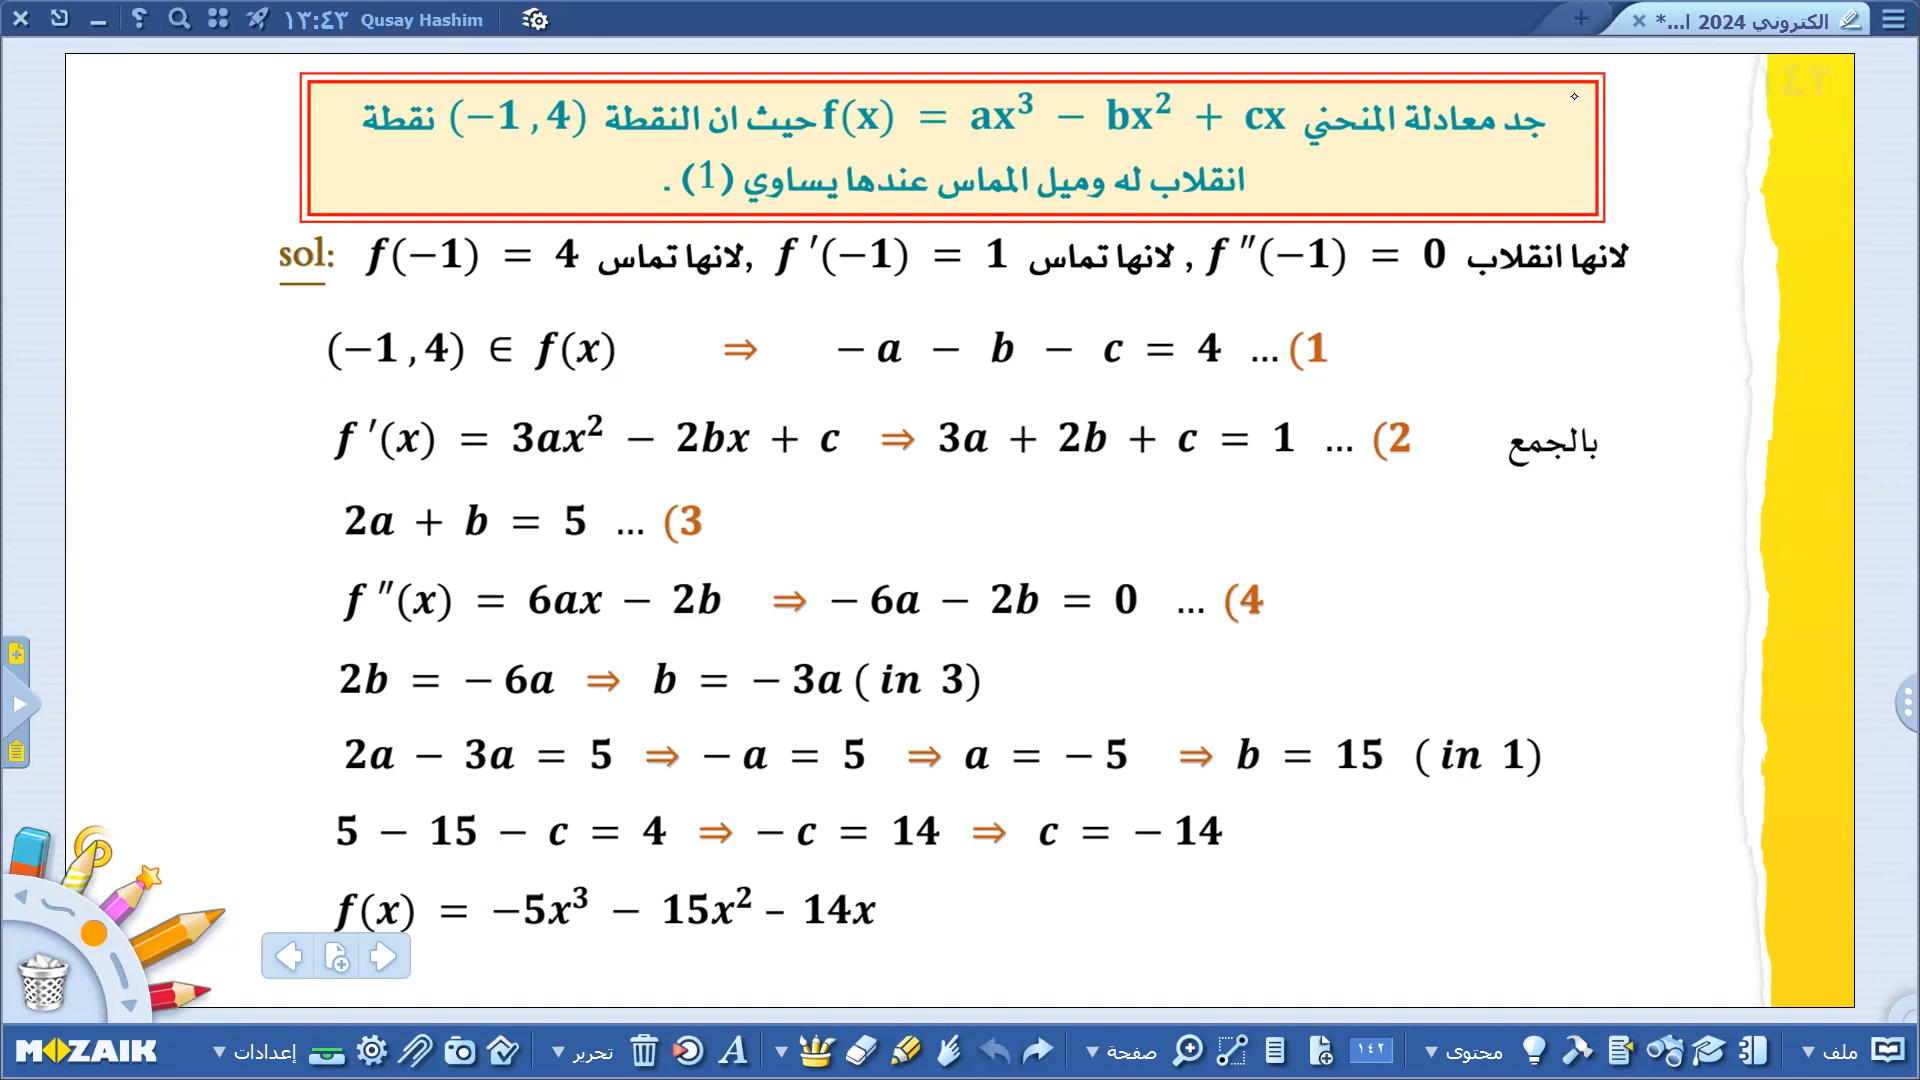 ١٣:٤٣ Qusay Hashim
الكتروني 2024 ا...*
جد معادلة المنحني f(x) = ax³ − bx² + cx حيث ان النقطة (−1 , 4) نقطة
انقلاب له وميل المماس عندها يساوي (1) .
sol: f(−1) = 4 لانها تماس, f ′(−1) = 1 لانها تماس , f ″(−1) = 0 لانها انقلاب
(−1 , 4) ∈ f(x) ⇒ − a − b − c = 4 ... (1
f ′(x) = 3ax² − 2bx + c ⇒ 3a + 2b + c = 1 ... (2 بالجمع
2a + b = 5 ... (3
f ″(x) = 6ax − 2b ⇒ − 6a − 2b = 0 ... (4
2b = − 6a ⇒ b = − 3a ( in 3)
2a − 3a = 5 ⇒ − a = 5 ⇒ a = − 5 ⇒ b = 15 ( in 1)
5 − 15 − c = 4 ⇒ − c = 14 ⇒ c = − 14
f(x) = −5x³ − 15x² – 14x
MOZAIK إعدادات تحرير صفحة ١٤٢ محتوى ملف